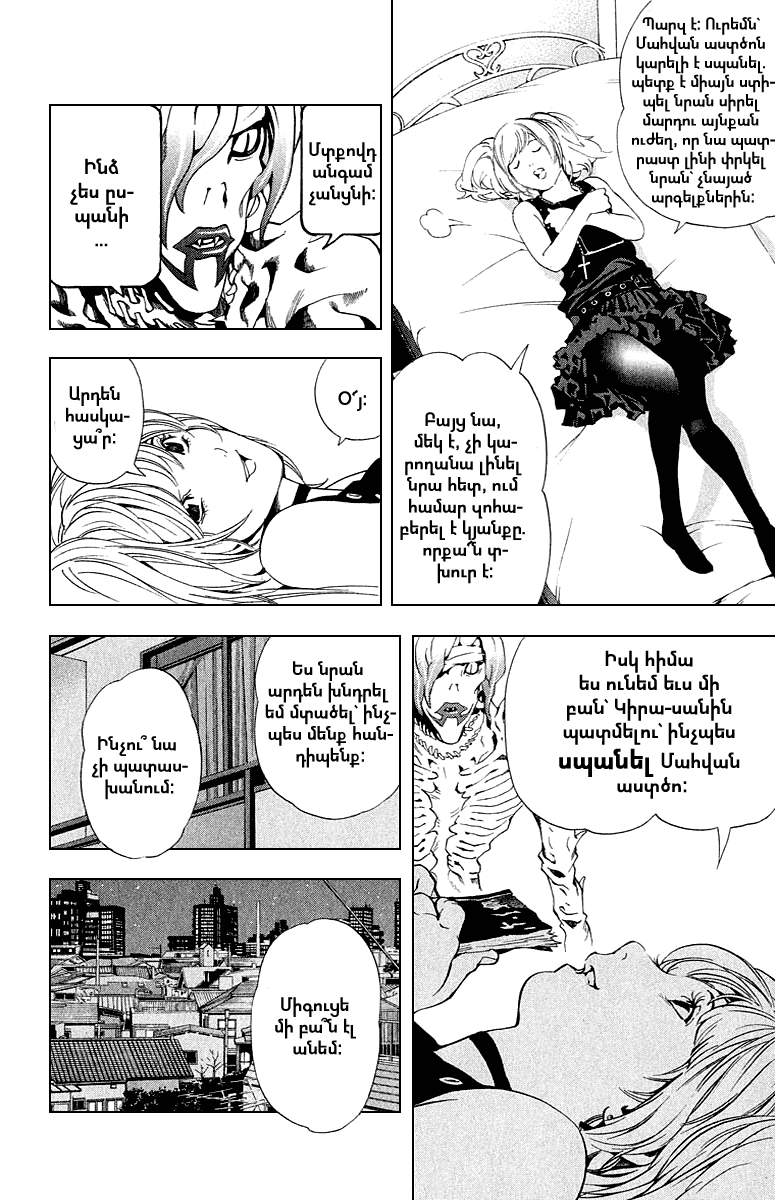 Պարզ է: Ուրեմն՝
Մահվան աստծոն
կարելի է սպանել.
պետք է միայն ստի-
պել նրան սիրել
մարդու այնքան
ուժեղ, որ նա պատ-
րաստ լինի փրկել
նրան՝ չնայած
արգելքներին:
Բայց նա,
մեկ է, չի կա-
րողանա լինել
նրա հետ, ում
համար զոհա-
բերել է կյանքը.
որքա՜ն տ-
խուր է:
Մտքովդ
անգամ
չանցնի:
Ինձ
չես ըս-
պանի
...
Օ՜յ:
Արդեն
հասկա-
ցա՞ր:
Իսկ հիմա
ես ունեմ եւս մի
բան՝ Կիրա-սանին
պատմելու՝ ինչպես
սպանել Մահվան
աստծո:
Ես նրան
արդեն խնդրել
եմ մտածել՝ ինչ-
պես մենք հան-
դիպենք:
Ինչու՞ նա
չի պատաս-
խանում:
Միգուցե
մի բա՞ն էլ
անեմ: